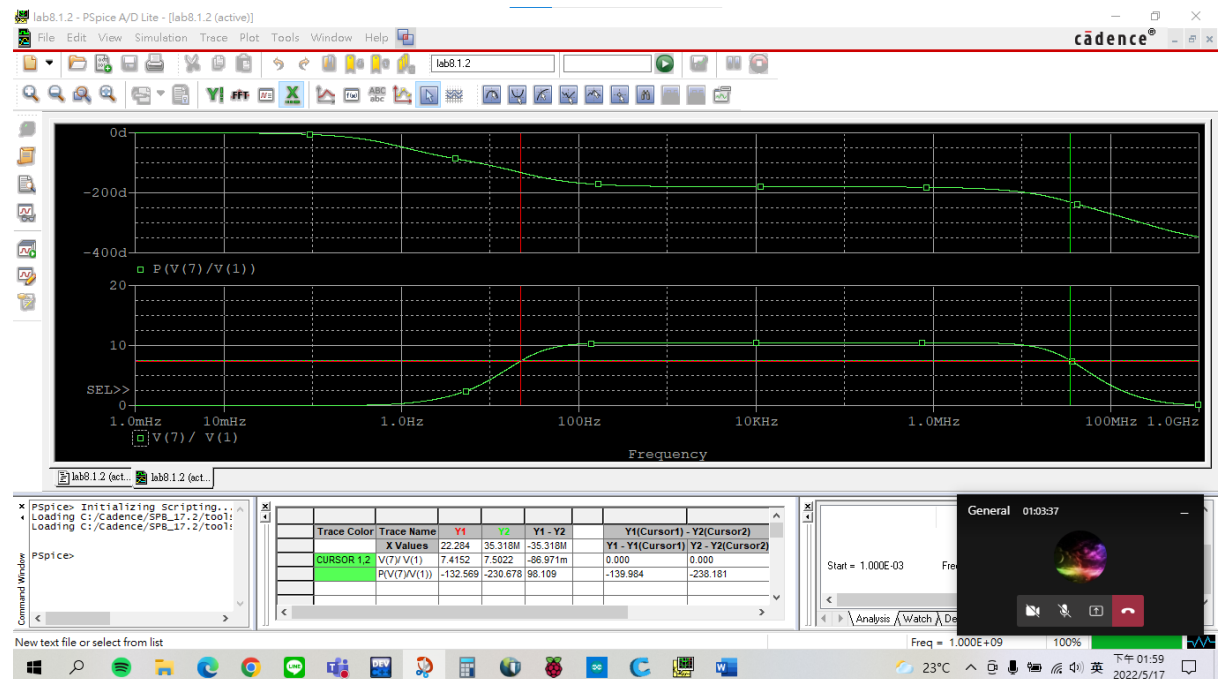 lab8.1.2 - PSpice A/D Lite - [lab8.1.2 (active)]
File Edit View Simulation Trace Plot Tools Window Help
cādence®
lab8.1.2
0d
-200d
-400d
P(V(7)/V(1))
20
10
SEL>>
0
1.0mHz 10mHz 1.0Hz 100Hz 10KHz 1.0MHz 100MHz 1.0GHz
V(7)/ V(1)
Frequency
lab8.1.2 (act... lab8.1.2 (act...
PSpice> Initializing Scripting...
Loading C:/Cadence/SPB_17.2/tools
Loading C:/Cadence/SPB_17.2/tools
PSpice>
Command Window
Trace Color Trace Name Y1 Y2 Y1 - Y2 Y1(Cursor1) - Y2(Cursor2)
X Values 22.284 35.318M -35.318M Y1 - Y1(Cursor1) Y2 - Y2(Cursor2)
CURSOR 1,2 V(7)/ V(1) 7.4152 7.5022 -86.971m 0.000 0.000
P(V(7)/V(1)) -132.569 -230.678 98.109 -139.984 -238.181
Start = 1.000E-03 Fre
Analysis Watch De
General 01:03:37
New text file or select from list
Freq = 1.000E+09 100%
23°C 英 下午 01:59
2022/5/17